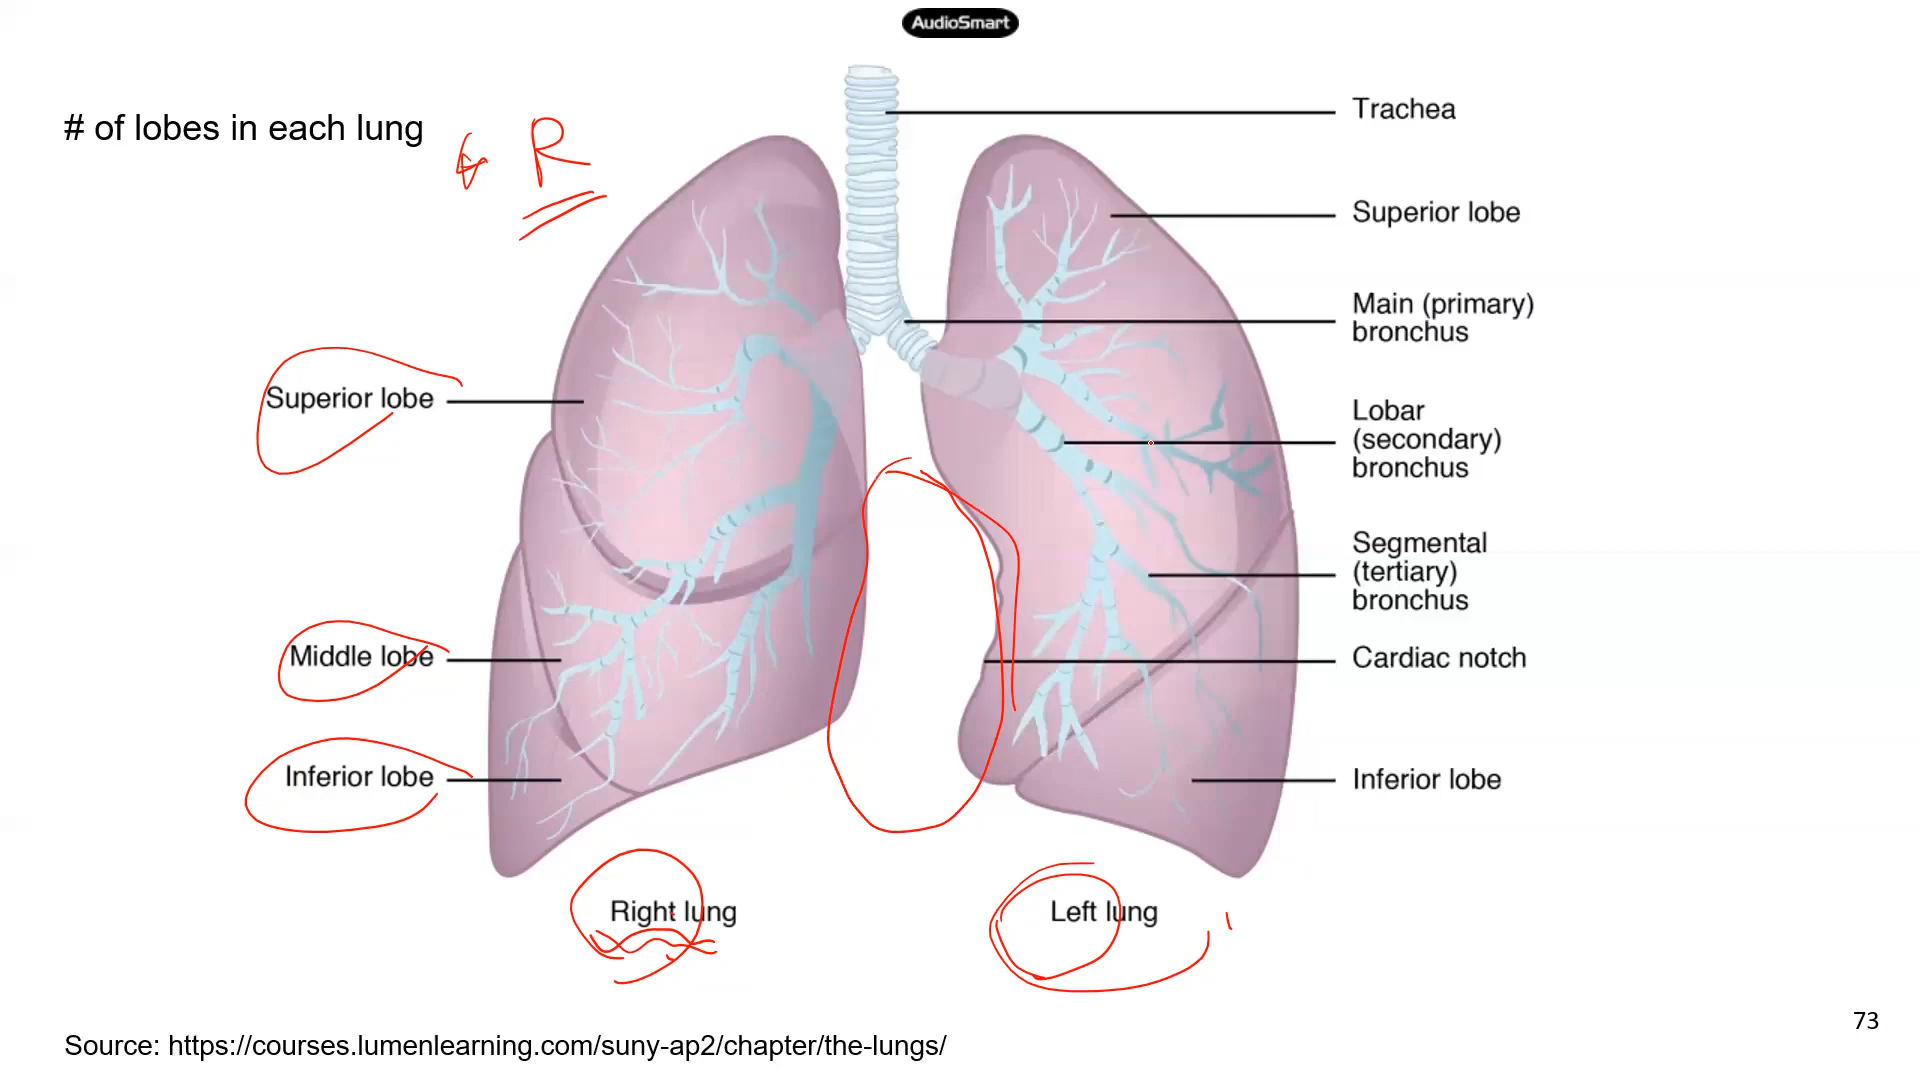 AudioSmart
# of lobes in each lung
R
Trachea
Superior lobe
Main (primary)
bronchus
Lobar
(secondary)
bronchus
Segmental
(tertiary)
bronchus
Cardiac notch
Inferior lobe
Superior lobe
Middle lobe
Inferior lobe
Right lung
Left lung
73
Source: https://courses.lumenlearning.com/suny-ap2/chapter/the-lungs/